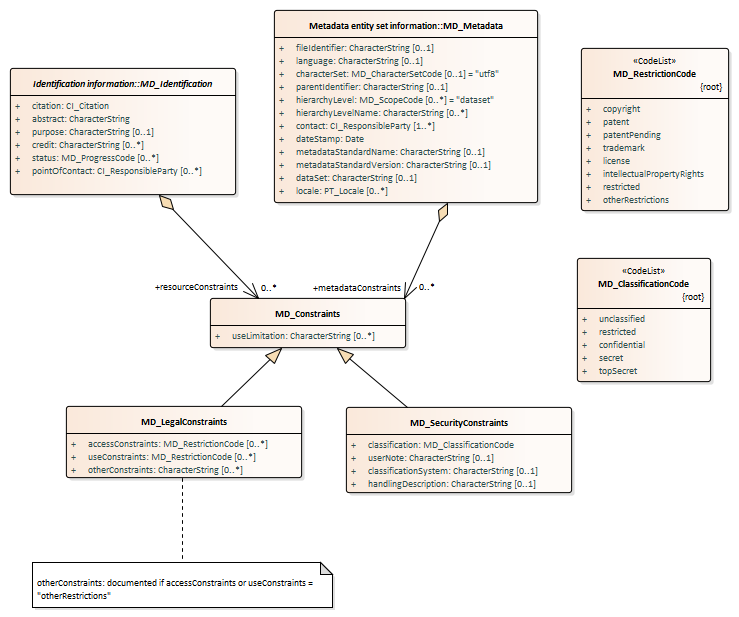 Metadata entity set information::MD_Metadata
+ fileIdentifier: CharacterString [0..1]
+ language: CharacterString [0..1]
+ characterSet: MD_CharacterSetCode [0..1] = "utf8"
+ parentIdentifier: CharacterString [0..1]
+ hierarchyLevel: MD_ScopeCode [0..*] = "dataset"
+ hierarchyLevelName: CharacterString [0..*]
+ contact: CI_ResponsibleParty [1..*]
+ dateStamp: Date
+ metadataStandardName: CharacterString [0..1]
+ metadataStandardVersion: CharacterString [0..1]
+ dataSet: CharacterString [0..1]
+ locale: PT_Locale [0..*]
Identification information::MD_Identification
+ citation: CI_Citation
+ abstract: CharacterString
+ purpose: CharacterString [0..1]
+ credit: CharacterString [0..*]
+ status: MD_ProgressCode [0..*]
+ pointOfContact: CI_ResponsibleParty [0..*]
«CodeList»
MD_RestrictionCode
{root}
+ copyright
+ patent
+ patentPending
+ trademark
+ license
+ intellectualPropertyRights
+ restricted
+ otherRestrictions
«CodeList»
MD_ClassificationCode
{root}
+ unclassified
+ restricted
+ confidential
+ secret
+ topSecret
+resourceConstraints 0..*
+metadataConstraints 0..*
MD_Constraints
+ useLimitation: CharacterString [0..*]
MD_LegalConstraints
+ accessConstraints: MD_RestrictionCode [0..*]
+ useConstraints: MD_RestrictionCode [0..*]
+ otherConstraints: CharacterString [0..*]
MD_SecurityConstraints
+ classification: MD_ClassificationCode
+ userNote: CharacterString [0..1]
+ classificationSystem: CharacterString [0..1]
+ handlingDescription: CharacterString [0..1]
otherConstraints: documented if accessConstraints or useConstraints =
"otherRestrictions"